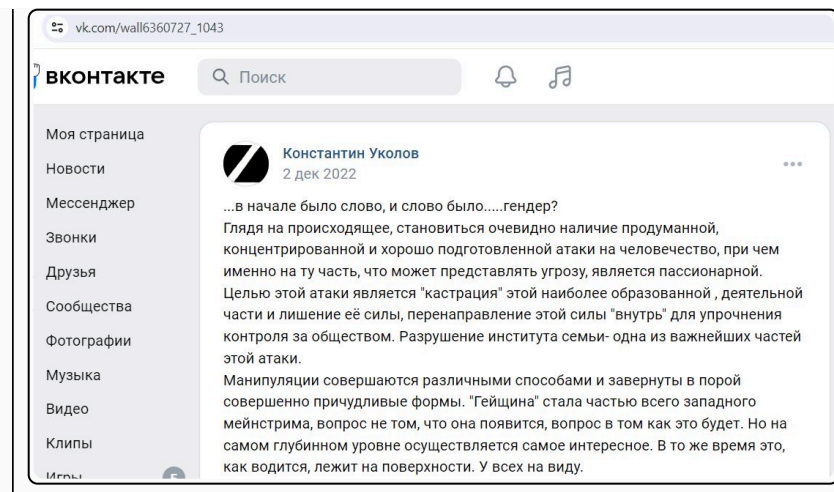 vk.com/wall6360727_1043
вконтакте
Поиск
Моя страница
Новости
Мессенджер
Звонки
Друзья
Сообщества
Фотографии
Музыка
Видео
Клипы
Игры
Константин Уколов
2 дек 2022
...в начале было слово, и слово было.....гендер?
Глядя на происходящее, становиться очевидно наличие продуманной,
концентрированной и хорошо подготовленной атаки на человечество, при чем
именно на ту часть, что может представлять угрозу, является пассионарной.
Целью этой атаки является "кастрация" этой наиболее образованной , деятельной
части и лишение её силы, перенаправление этой силы "внутрь" для упрочнения
контроля за обществом. Разрушение института семьи- одна из важнейших частей
этой атаки.
Манипуляции совершаются различными способами и завернуты в порой
совершенно причудливые формы. "Гейщина" стала частью всего западного
мейнстрима, вопрос не том, что она появится, вопрос в том как это будет. Но на
самом глубинном уровне осуществляется самое интересное. В то же время это,
как водится, лежит на поверхности. У всех на виду.